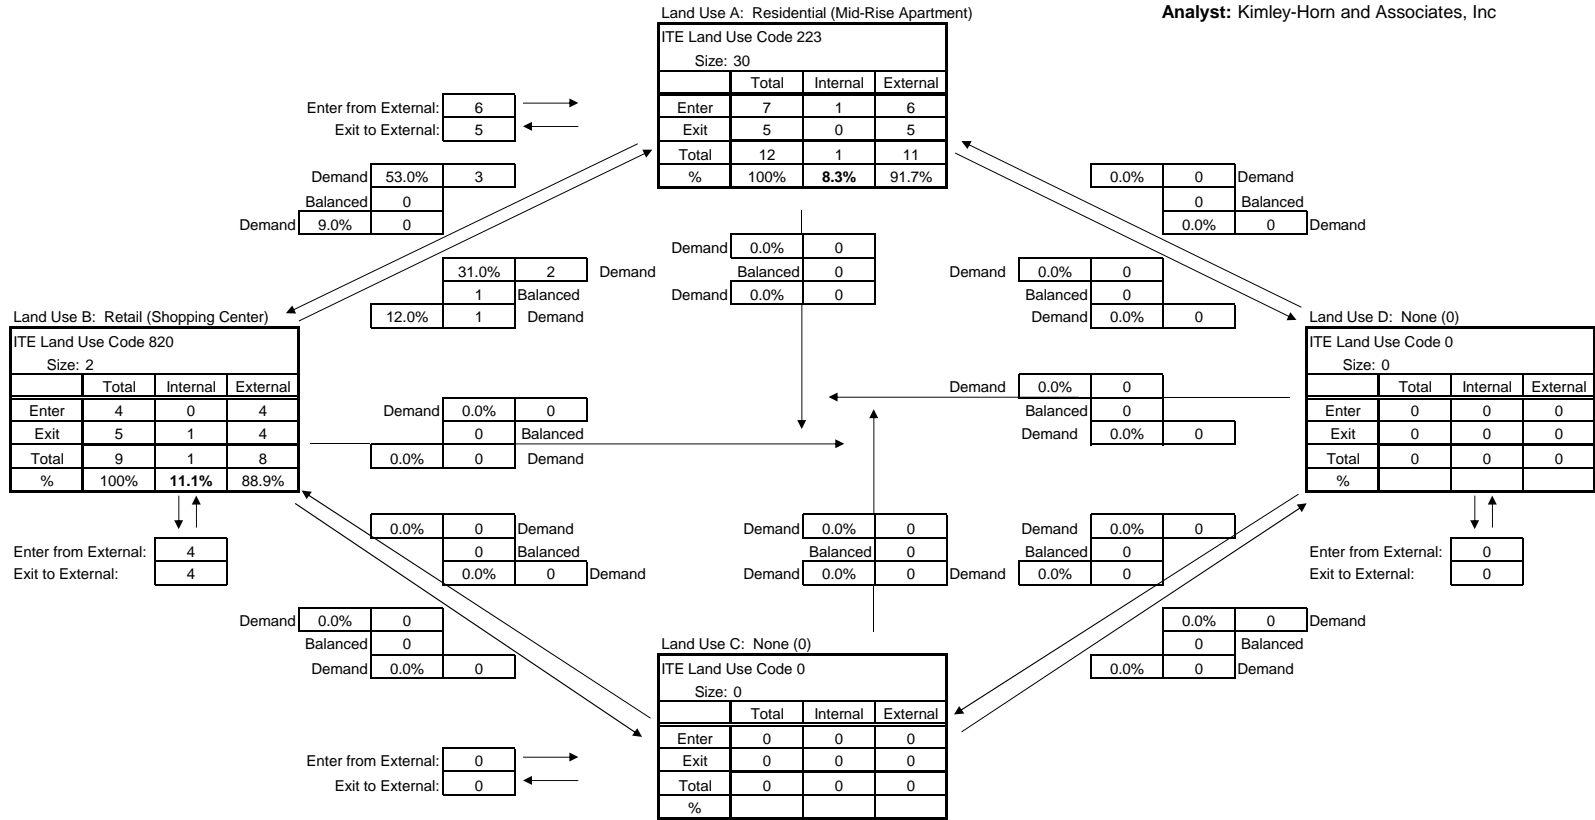 Land Use A: Residential (Mid-Rise Apartment)
Analyst: Kimley-Horn and Associates, Inc
ITE Land Use Code 223
Size: 30
Total Internal External
Enter 7 1 6
Exit 5 0 5
Total 12 1 11
% 100% 8.3% 91.7%
Enter from External: 6
Exit to External: 5
Demand 53.0% 3
Balanced 0
Demand 9.0% 0
31.0% 2 Demand
1 Balanced
12.0% 1 Demand
Demand 0.0% 0
Balanced 0
Demand 0.0% 0
0.0% 0 Demand
0 Balanced
0.0% 0 Demand
Demand 0.0% 0
Balanced 0
Demand 0.0% 0
Land Use B: Retail (Shopping Center)
ITE Land Use Code 820
Size: 2
Total Internal External
Enter 4 0 4
Exit 5 1 4
Total 9 1 8
% 100% 11.1% 88.9%
Enter from External: 4
Exit to External: 4
Demand 0.0% 0
0 Balanced
0.0% 0 Demand
Demand 0.0% 0
Balanced 0
Demand 0.0% 0
Land Use D: None (0)
ITE Land Use Code 0
Size: 0
Total Internal External
Enter 0 0 0
Exit 0 0 0
Total 0 0 0
%
Enter from External: 0
Exit to External: 0
0.0% 0 Demand
0 Balanced
0.0% 0 Demand
Demand 0.0% 0
Balanced 0
Demand 0.0% 0
Demand 0.0% 0
Balanced 0
Demand 0.0% 0
Demand 0.0% 0
Balanced 0
Demand 0.0% 0
0.0% 0 Demand
0 Balanced
0.0% 0 Demand
Land Use C: None (0)
ITE Land Use Code 0
Size: 0
Total Internal External
Enter 0 0 0
Exit 0 0 0
Total 0 0 0
%
Enter from External: 0
Exit to External: 0